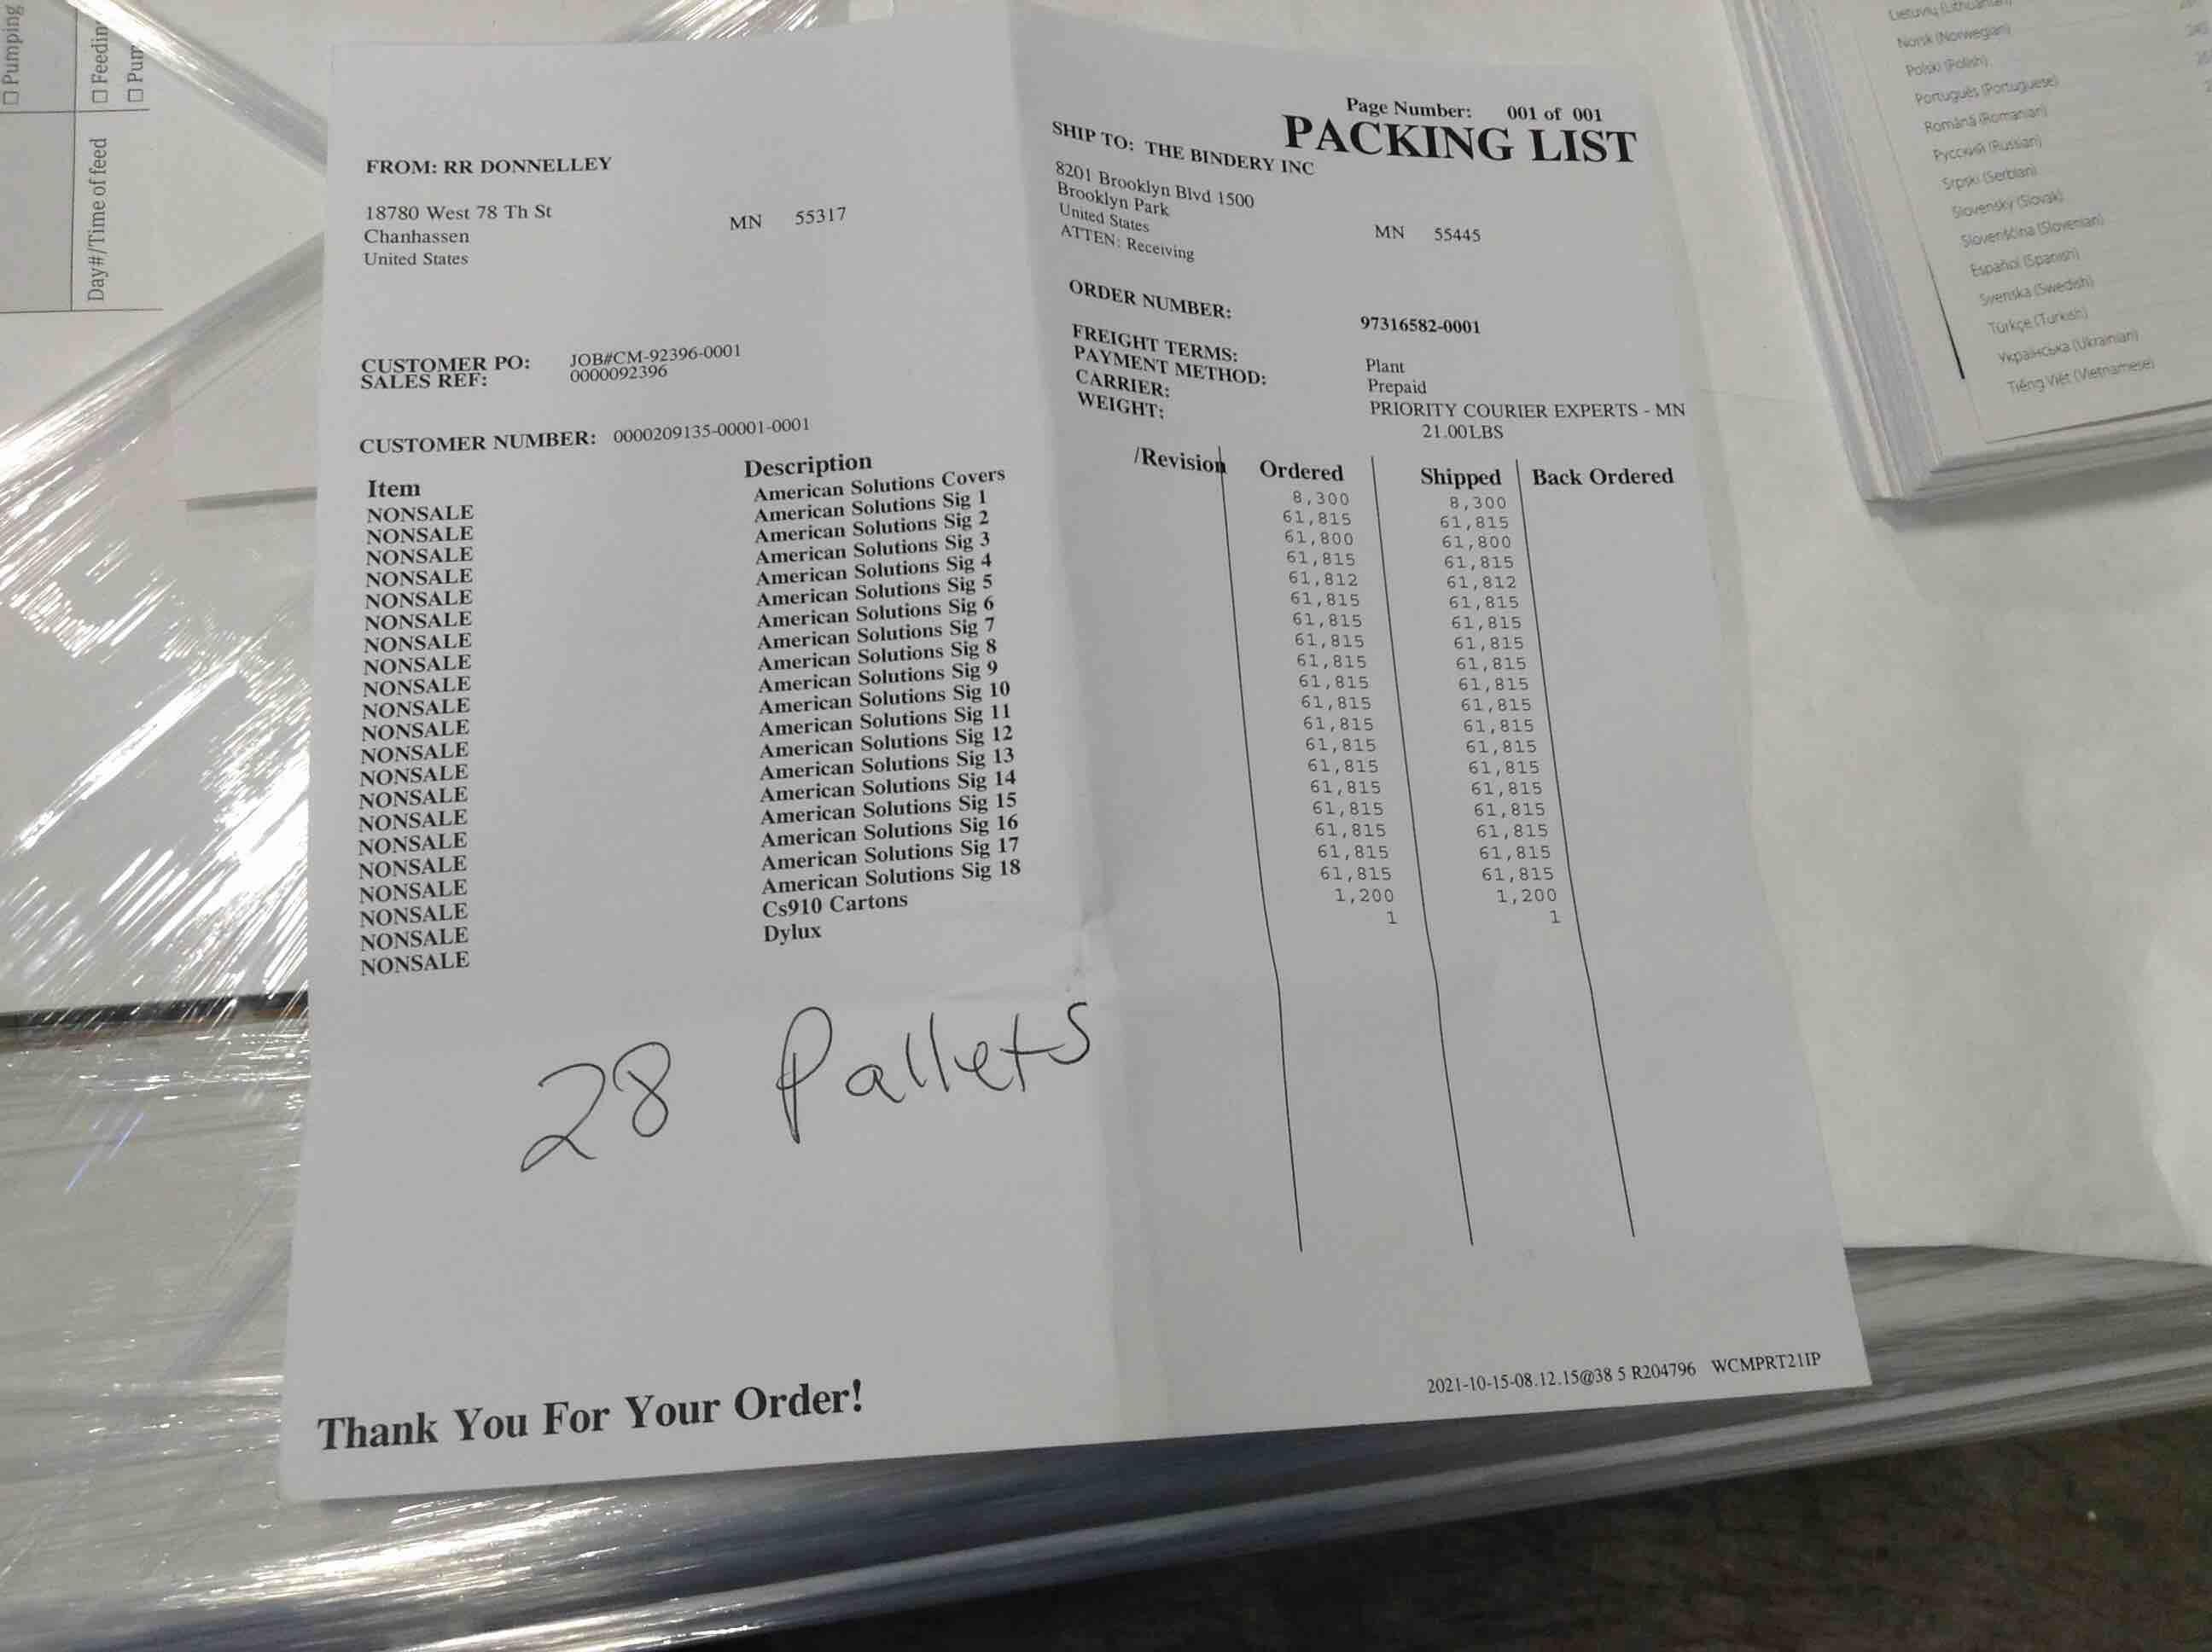 Pumping
Feedin
Pum
Day#/Time of feed
Page Number: 001 of 001
PACKING LIST
FROM: RR DONNELLEY
18780 West 78 Th St
Chanhassen MN 55317
United States
SHIP TO: THE BINDERY INC
8201 Brooklyn Blvd 1500
Brooklyn Park MN 55445
United States
ATTEN: Receiving
CUSTOMER PO: JOB#CM-92396-0001
SALES REF: 0000092396
CUSTOMER NUMBER: 0000209135-00001-0001
ORDER NUMBER: 97316582-0001
FREIGHT TERMS: Plant
PAYMENT METHOD: Prepaid
CARRIER: PRIORITY COURIER EXPERTS - MN
WEIGHT: 21.00LBS
Item Description /Revision Ordered Shipped Back Ordered
NONSALE American Solutions Covers 8,300 8,300
NONSALE American Solutions Sig 1 61,815 61,815
NONSALE American Solutions Sig 2 61,800 61,800
NONSALE American Solutions Sig 3 61,815 61,815
NONSALE American Solutions Sig 4 61,812 61,812
NONSALE American Solutions Sig 5 61,815 61,815
NONSALE American Solutions Sig 6 61,815 61,815
NONSALE American Solutions Sig 7 61,815 61,815
NONSALE American Solutions Sig 8 61,815 61,815
NONSALE American Solutions Sig 9 61,815 61,815
NONSALE American Solutions Sig 10 61,815 61,815
NONSALE American Solutions Sig 11 61,815 61,815
NONSALE American Solutions Sig 12 61,815 61,815
NONSALE American Solutions Sig 13 61,815 61,815
NONSALE American Solutions Sig 14 61,815 61,815
NONSALE American Solutions Sig 15 61,815 61,815
NONSALE American Solutions Sig 16 61,815 61,815
NONSALE American Solutions Sig 17 61,815 61,815
NONSALE American Solutions Sig 18 61,815 61,815
NONSALE Cs910 Cartons 1,200 1,200
NONSALE Dylux 1 1
28 Pallets
Thank You For Your Order!
2021-10-15-08.12.15@38 5 R204796 WCMPRT21IP
Norsk (Norwegian)
Polski (Polish)
Português (Portuguese)
Română (Romanian)
Русский (Russian)
Srpski (Serbian)
Slovensky (Slovak)
Slovenščina (Slovenian)
Español (Spanish)
Svenska (Swedish)
Türkçe (Turkish)
Українська (Ukrainian)
Tiếng Việt (Vietnamese)